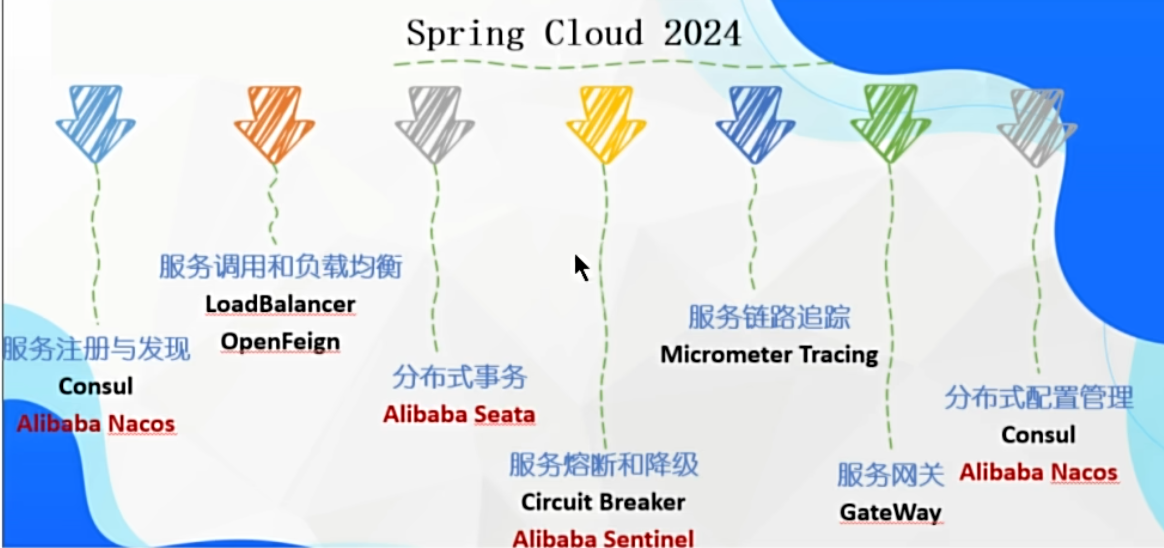 Spring Cloud 2024
服务注册与发现
Consul
Alibaba Nacos
服务调用和负载均衡
LoadBalancer
OpenFeign
分布式事务
Alibaba Seata
服务熔断和降级
Circuit Breaker
Alibaba Sentinel
服务链路追踪
Micrometer Tracing
服务网关
GateWay
分布式配置管理
Consul
Alibaba Nacos